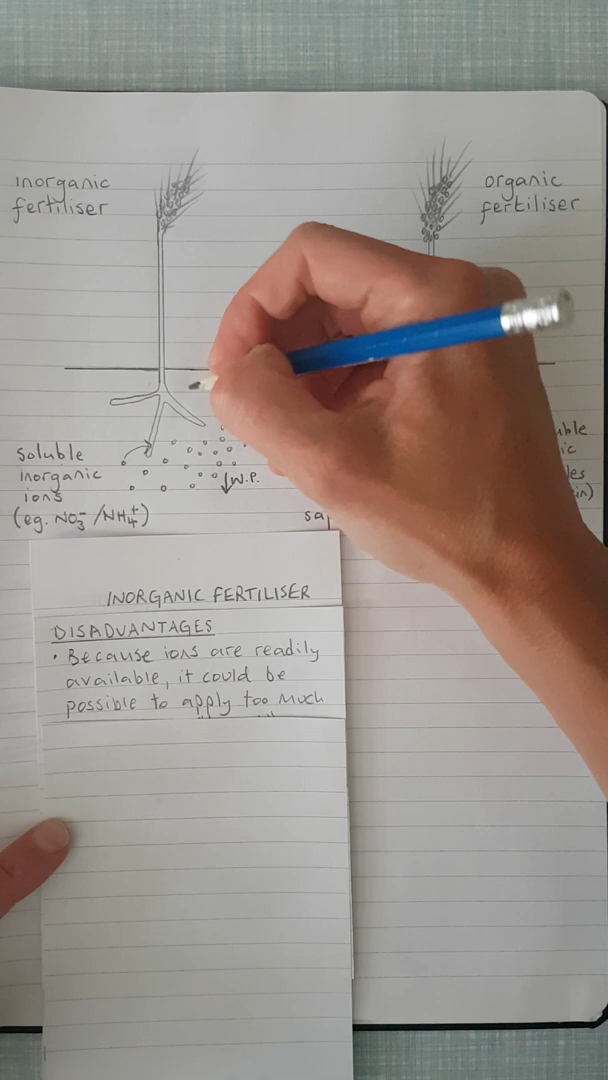 inorganic
fertiliser
organic
fertiliser
Soluble
inorganic
ions
(eg. NO3⁻/NH4⁺)
↓W.P.
INORGANIC FERTILISER
DISADVANTAGES
• Because ions are readily
available, it could be
possible to apply too much